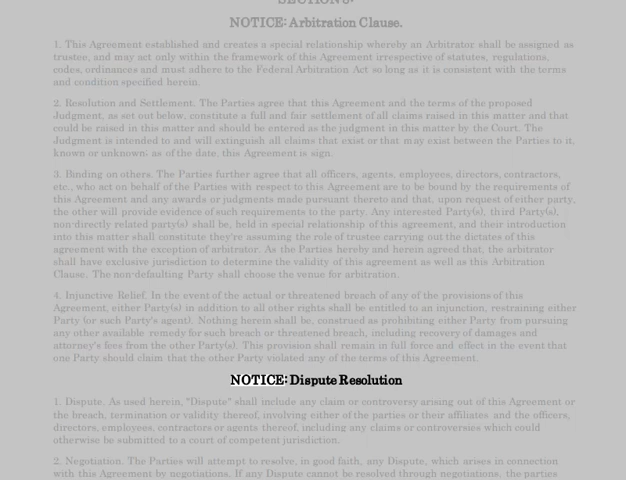 SECTION 6:
NOTICE: Arbitration Clause.
1. This Agreement established and creates a special relationship whereby an Arbitrator shall be assigned as
trustee, and may act only within the framework of this Agreement irrespective of statutes, regulations,
codes, ordinances and must adhere to the Federal Arbitration Act so long as it is consistent with the terms
and condition specified herein.
2. Resolution and Settlement. The Parties agree that this Agreement and the terms of the proposed
Judgment, as set out below, constitute a full and fair settlement of all claims raised in this matter and that
could be raised in this matter and should be entered as the judgment in this matter by the Court. The
Judgment is intended to and will extinguish all claims that exist or that may exist between the Parties to it,
known or unknown; as of the date, this Agreement is sign.
3. Binding on others. The Parties further agree that all officers, agents, employees, directors, contractors,
etc., who act on behalf of the Parties with respect to this Agreement are to be bound by the requirements of
this Agreement and any awards or judgments made pursuant thereto and that, upon request of either party,
the other will provide evidence of such requirements to the party. Any interested Party(s), third Party(s),
non-directly related party(s) shall be, held in special relationship of this agreement, and their introduction
into this matter shall constitute they're assuming the role of trustee carrying out the dictates of this
agreement with the exception of arbitrator. As the Parties hereby and herein agreed that, the arbitrator
shall have exclusive jurisdiction to determine the validity of this agreement as well as this Arbitration
Clause. The non-defaulting Party shall choose the venue for arbitration.
4. Injunctive Relief. In the event of the actual or threatened breach of any of the provisions of this
Agreement, either Party(s) in addition to all other rights shall be entitled to an injunction, restraining either
Party (or such Party's agent). Nothing herein shall be, construed as prohibiting either Party from pursuing
any other available remedy for such breach or threatened breach, including recovery of damages and
attorney's fees from the other Party(s). This provision shall remain in full force and effect in the event that
one Party should claim that the other Party violated any of the terms of this Agreement.
NOTICE: Dispute Resolution
1. Dispute. As used herein, "Dispute" shall include any claim or controversy arising out of this Agreement or
the breach, termination or validity thereof, involving either of the parties or their affiliates and the officers,
directors, employees, contractors or agents thereof, including any claims or controversies which could
otherwise be submitted to a court of competent jurisdiction.
2. Negotiation. The Parties will attempt to resolve, in good faith, any Dispute, which arises in connection
with this Agreement by negotiations. If any Dispute cannot be resolved through negotiations, the parties